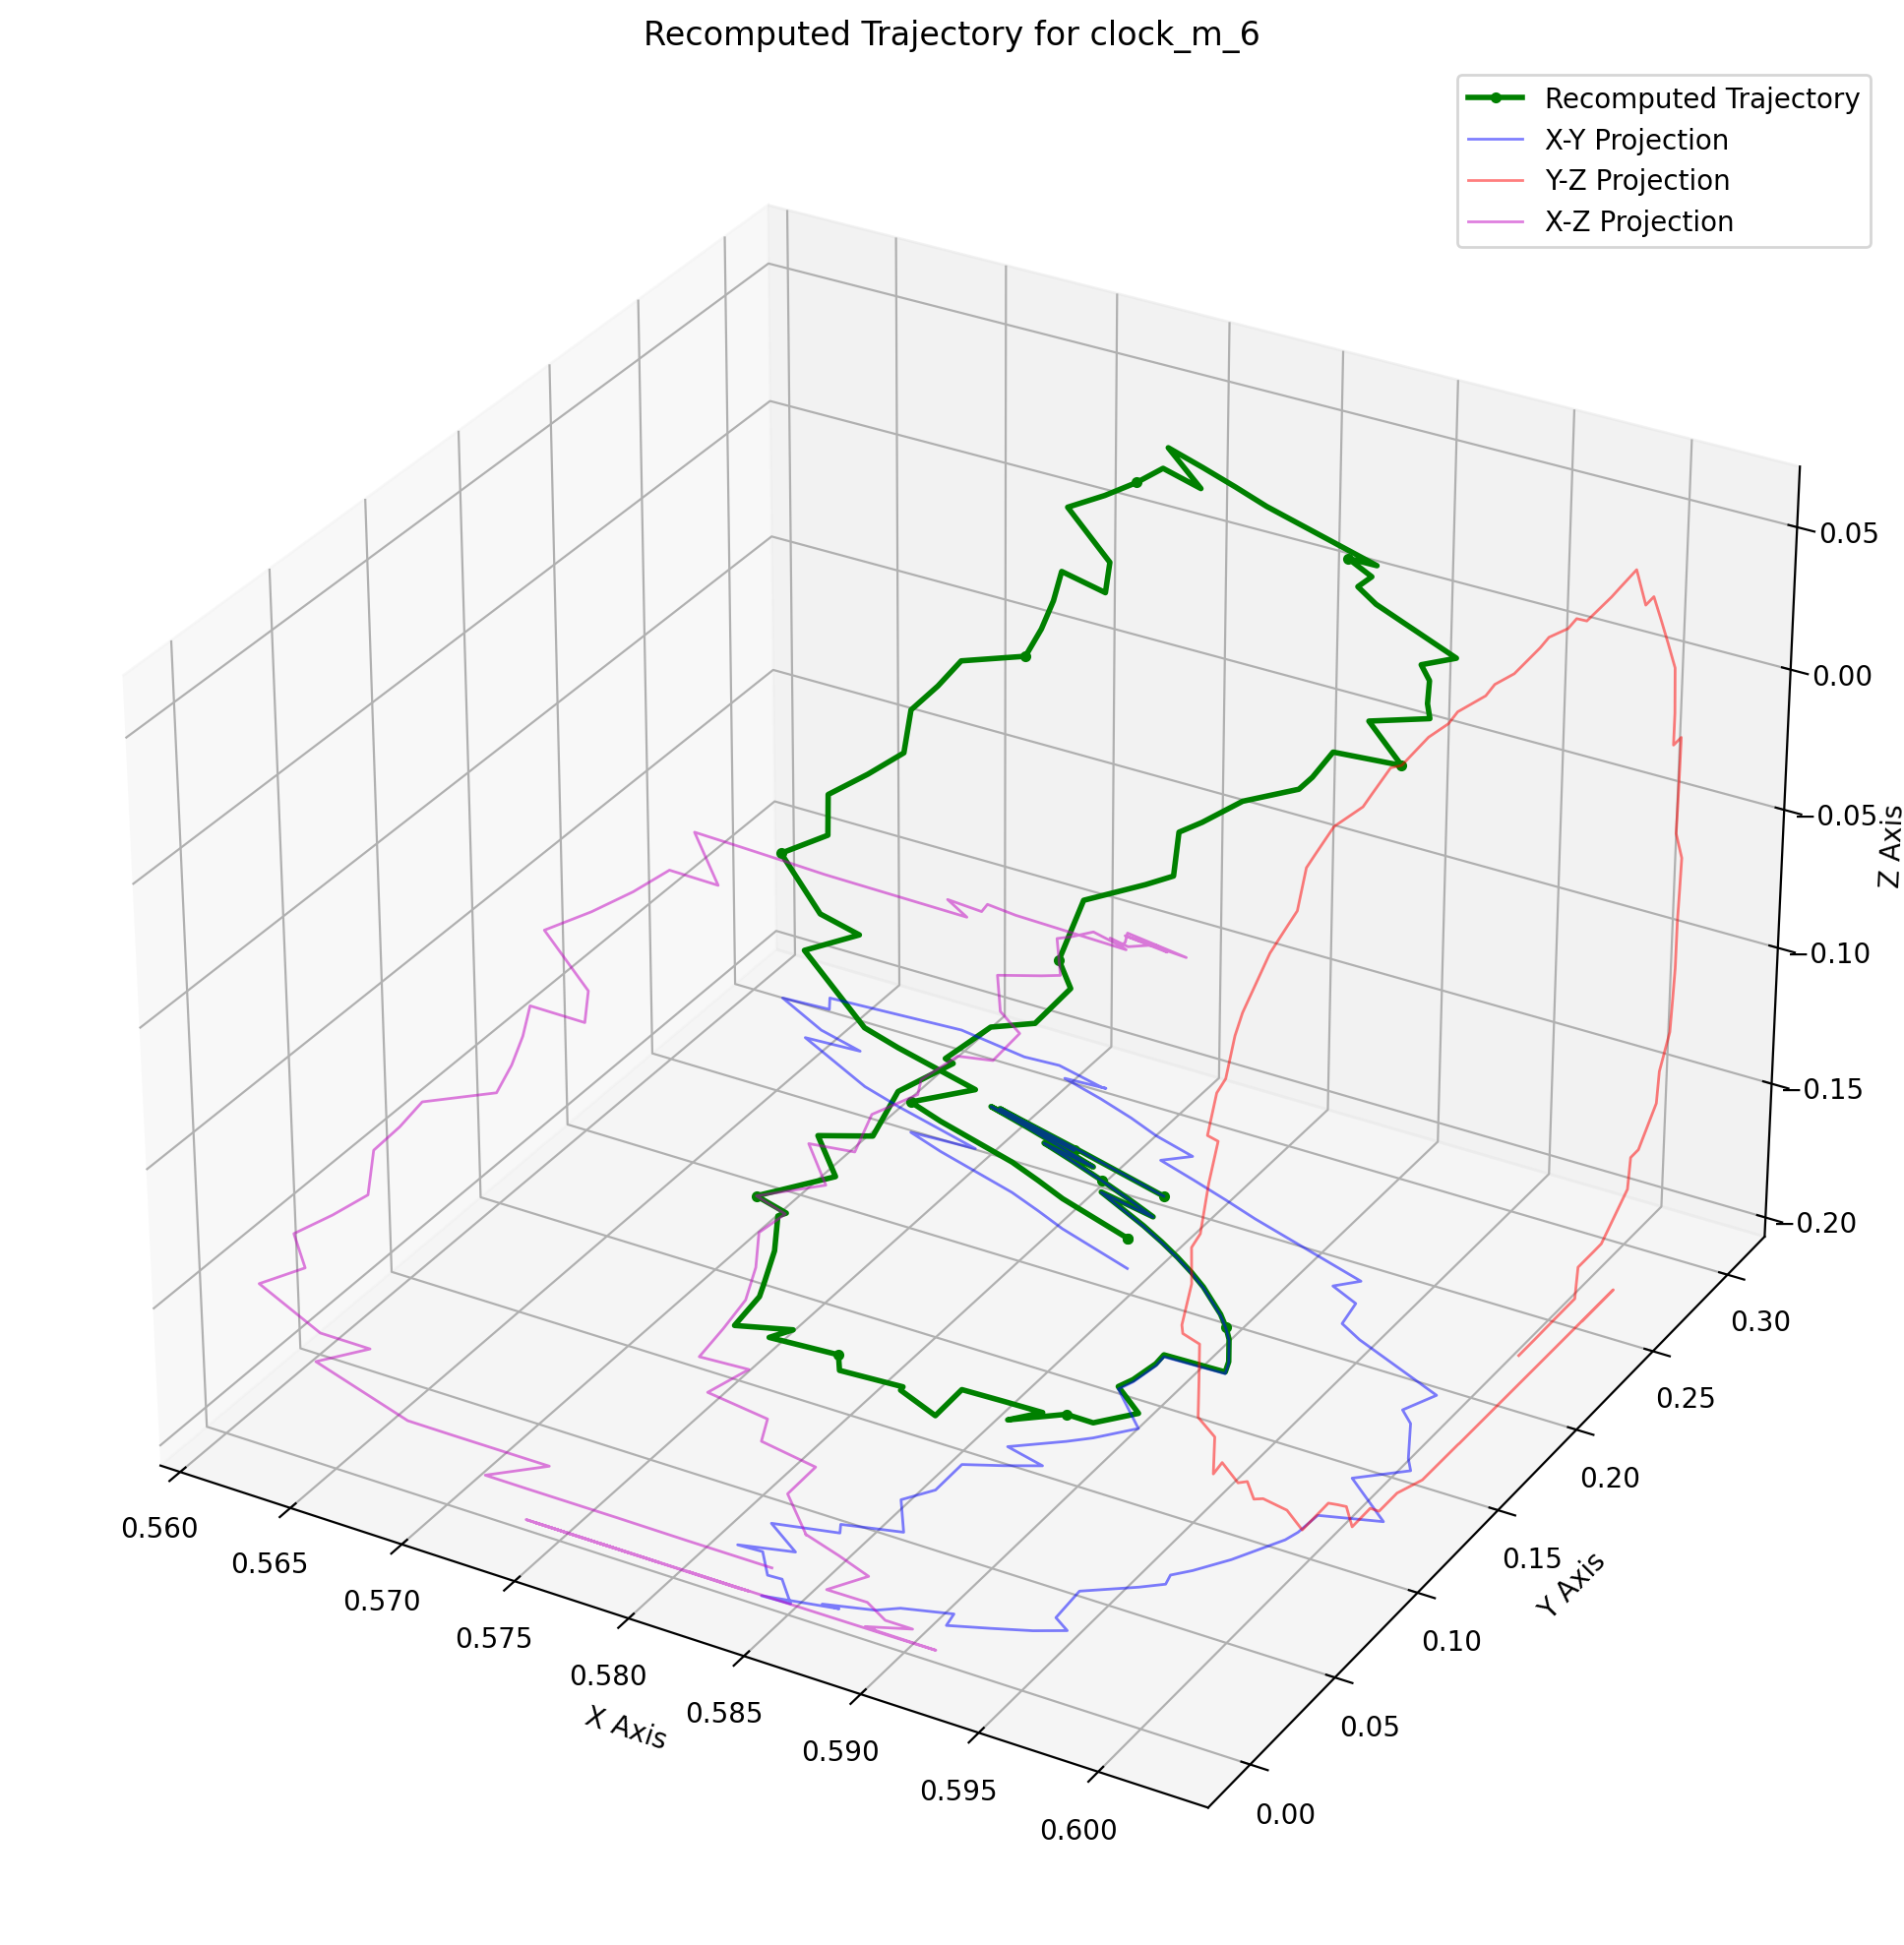 Recomputed Trajectory for clock_m_6
Recomputed Trajectory
X-Y Projection
Y-Z Projection
X-Z Projection
0.05
0.00
−0.05
−0.10
−0.15
−0.20
Z Axis
0.30
0.25
0.20
0.15
0.10
0.05
0.00
Y Axis
0.560
0.565
0.570
0.575
0.580
0.585
0.590
0.595
0.600
X Axis